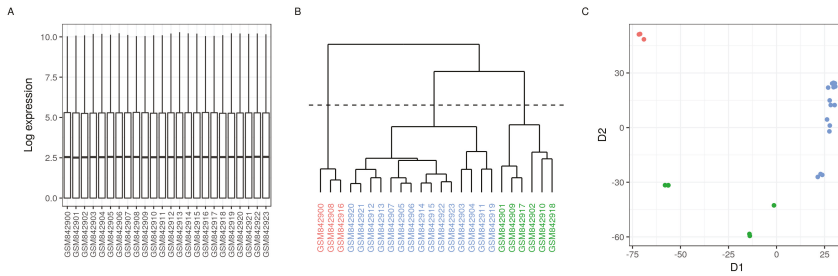 A
B
C
Log expression
10.0
7.5
5.0
2.5
0.0
GSM842900
GSM842901
GSM842902
GSM842903
GSM842904
GSM842905
GSM842906
GSM842907
GSM842908
GSM842909
GSM842910
GSM842911
GSM842912
GSM842913
GSM842914
GSM842915
GSM842916
GSM842917
GSM842918
GSM842919
GSM842920
GSM842921
GSM842922
GSM842923
GSM842900
GSM842908
GSM842916
GSM842920
GSM842921
GSM842912
GSM842913
GSM842907
GSM842905
GSM842906
GSM842914
GSM842915
GSM842922
GSM842923
GSM842903
GSM842904
GSM842911
GSM842919
GSM842901
GSM842909
GSM842917
GSM842902
GSM842910
GSM842918
D2
30
0
-30
-60
-75
-50
-25
0
25
D1